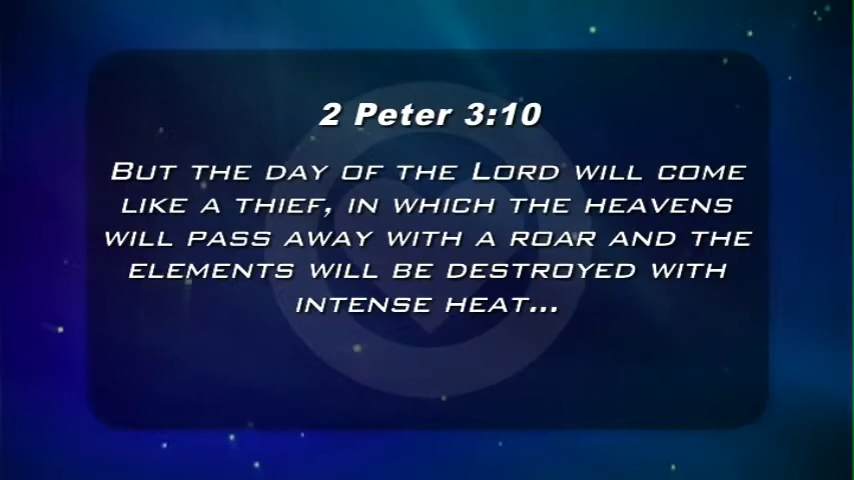 2 Peter 3:10
But the day of the Lord will come
like a thief, in which the heavens
will pass away with a roar and the
elements will be destroyed with
intense heat...